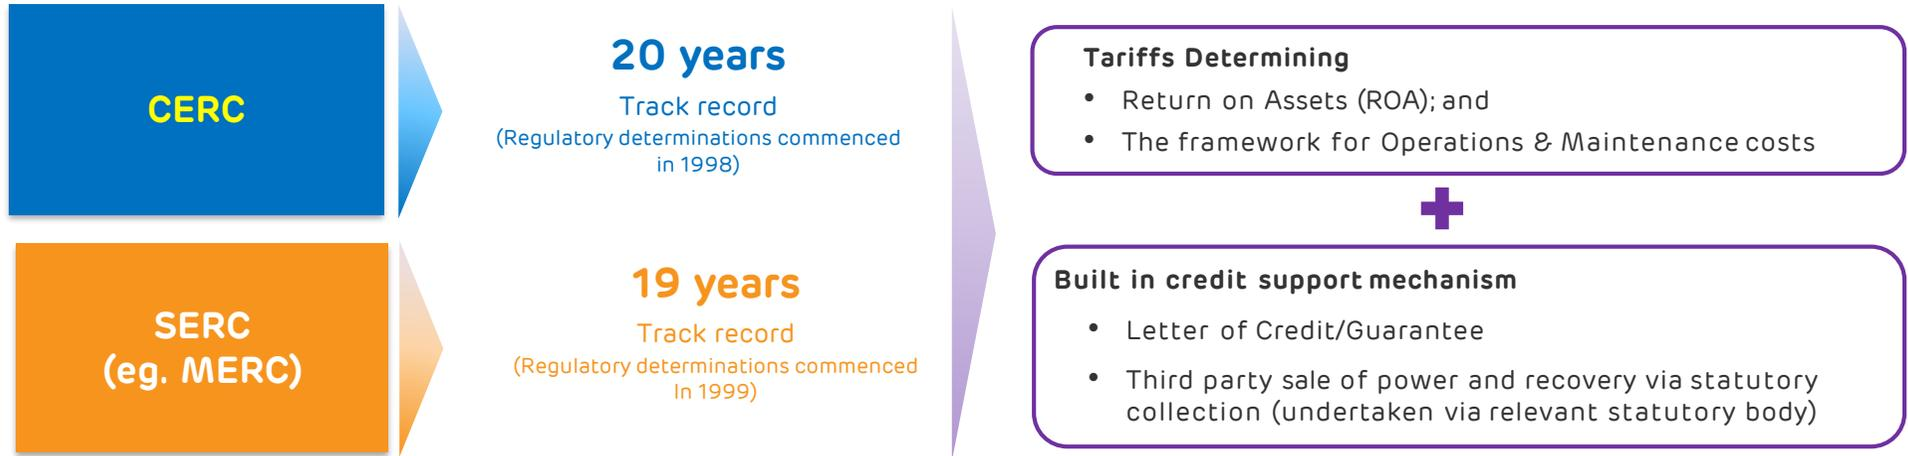 CERC
20 years
Track record
(Regulatory determinations commenced
in 1998)
SERC
(eg. MERC)
19 years
Track record
(Regulatory determinations commenced
In 1999)
Tariffs Determining
• Return on Assets (ROA); and
• The framework for Operations & Maintenance costs
Built in credit support mechanism
• Letter of Credit/Guarantee
• Third party sale of power and recovery via statutory
collection (undertaken via relevant statutory body)